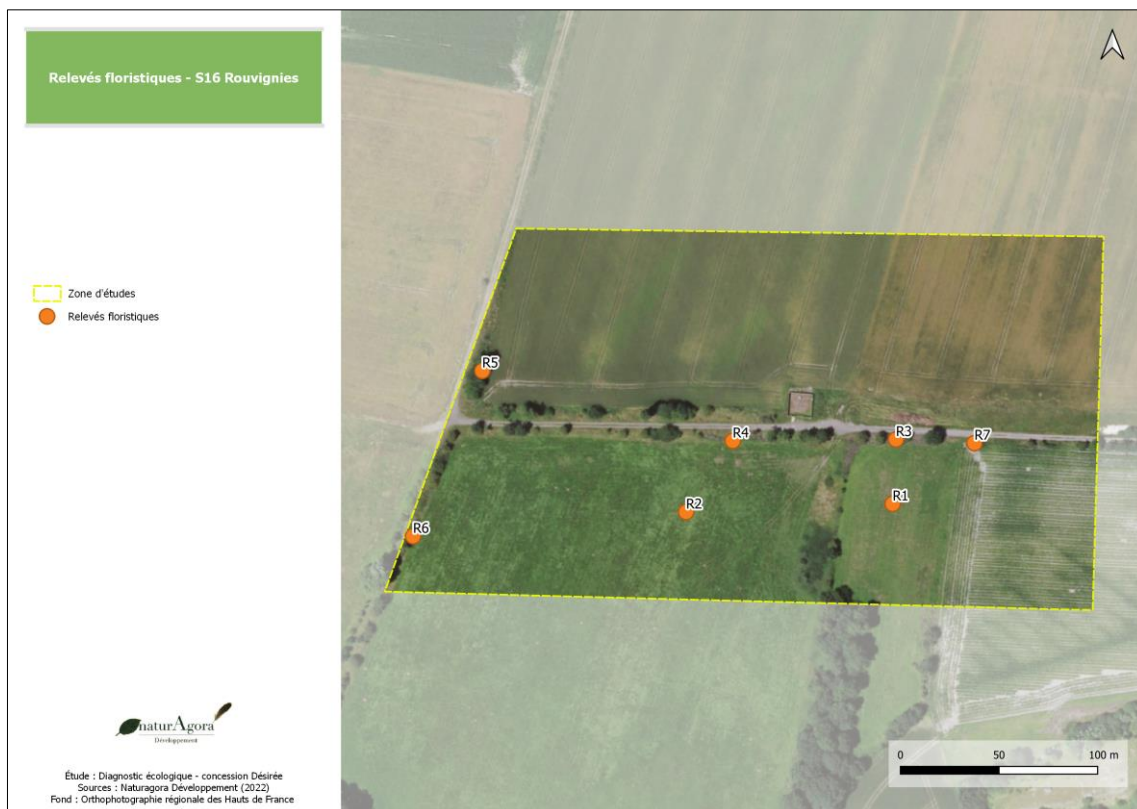 Relevés floristiques - S16 Rouvignies
Zone d'études
Relevés floristiques
R5
R4
R3
R7
R2
R1
R6
naturAgora
Développement
Étude : Diagnostic écologique - concession Désirée
Sources : Naturagora Développement (2022)
Fond : Orthophotographie régionale des Hauts de France
0 50 100 m